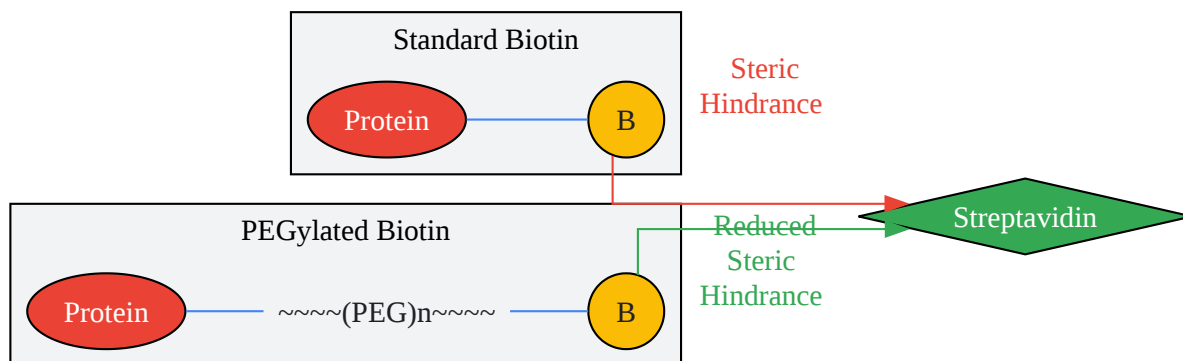 Standard Biotin
Protein
B
Steric
Hindrance
Streptavidin
PEGylated Biotin
Reduced
Steric
Hindrance
Protein
~~~~(PEG)n~~~~
B